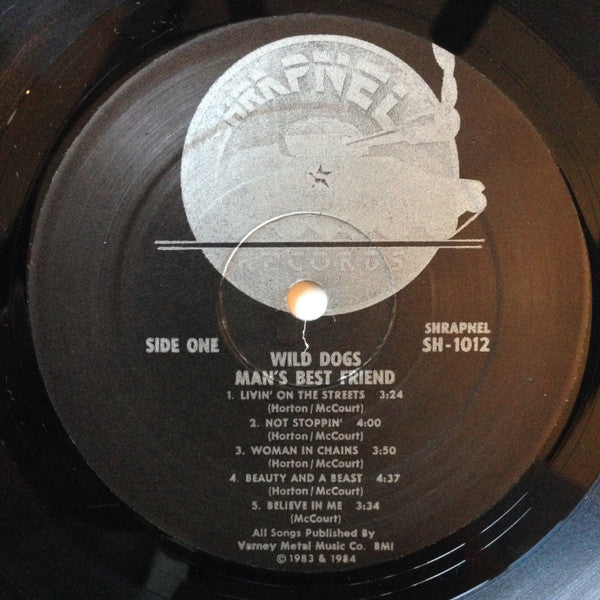 SHRAPNEL
RECORDS
SIDE ONE
SHRAPNEL
SH-1012
WILD DOGS
MAN'S BEST FRIEND
1. LIVIN' ON THE STREETS 3:24
(Horton/McCourt)
2. NOT STOPPIN' 4:00
(Horton/McCourt)
3. WOMAN IN CHAINS 3:50
(Horton/McCourt)
4. BEAUTY AND A BEAST 4:37
(Horton/McCourt)
5. BELIEVE IN ME 3:34
(McCourt)
All Songs Published By
Varney Metal Music Co. BMI
© 1983 & 1984